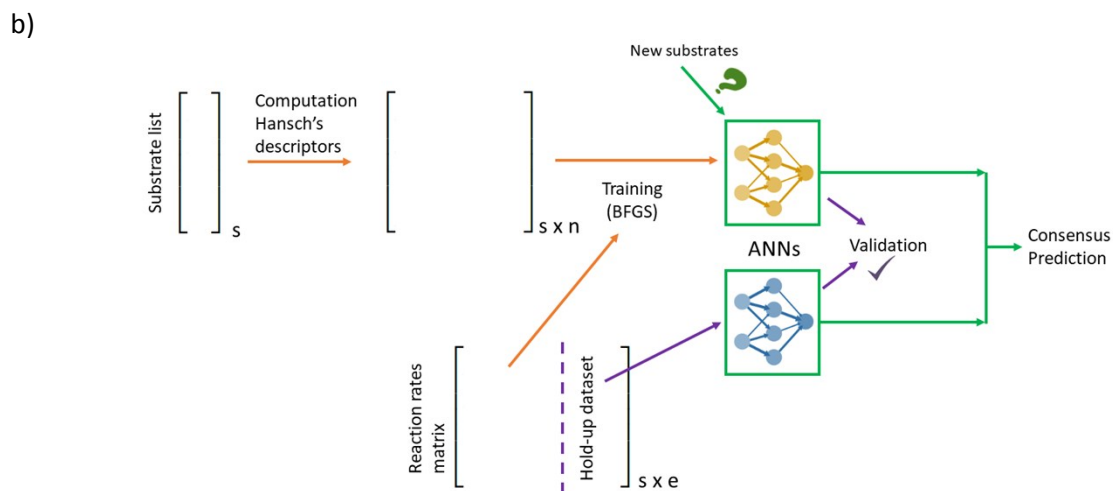 b)
New substrates
?
Substrate list
s
Computation
Hansch's
descriptors
s x n
Training
(BFGS)
ANNs
Validation
Consensus
Prediction
Reaction rates
matrix
Hold-up dataset
s x e